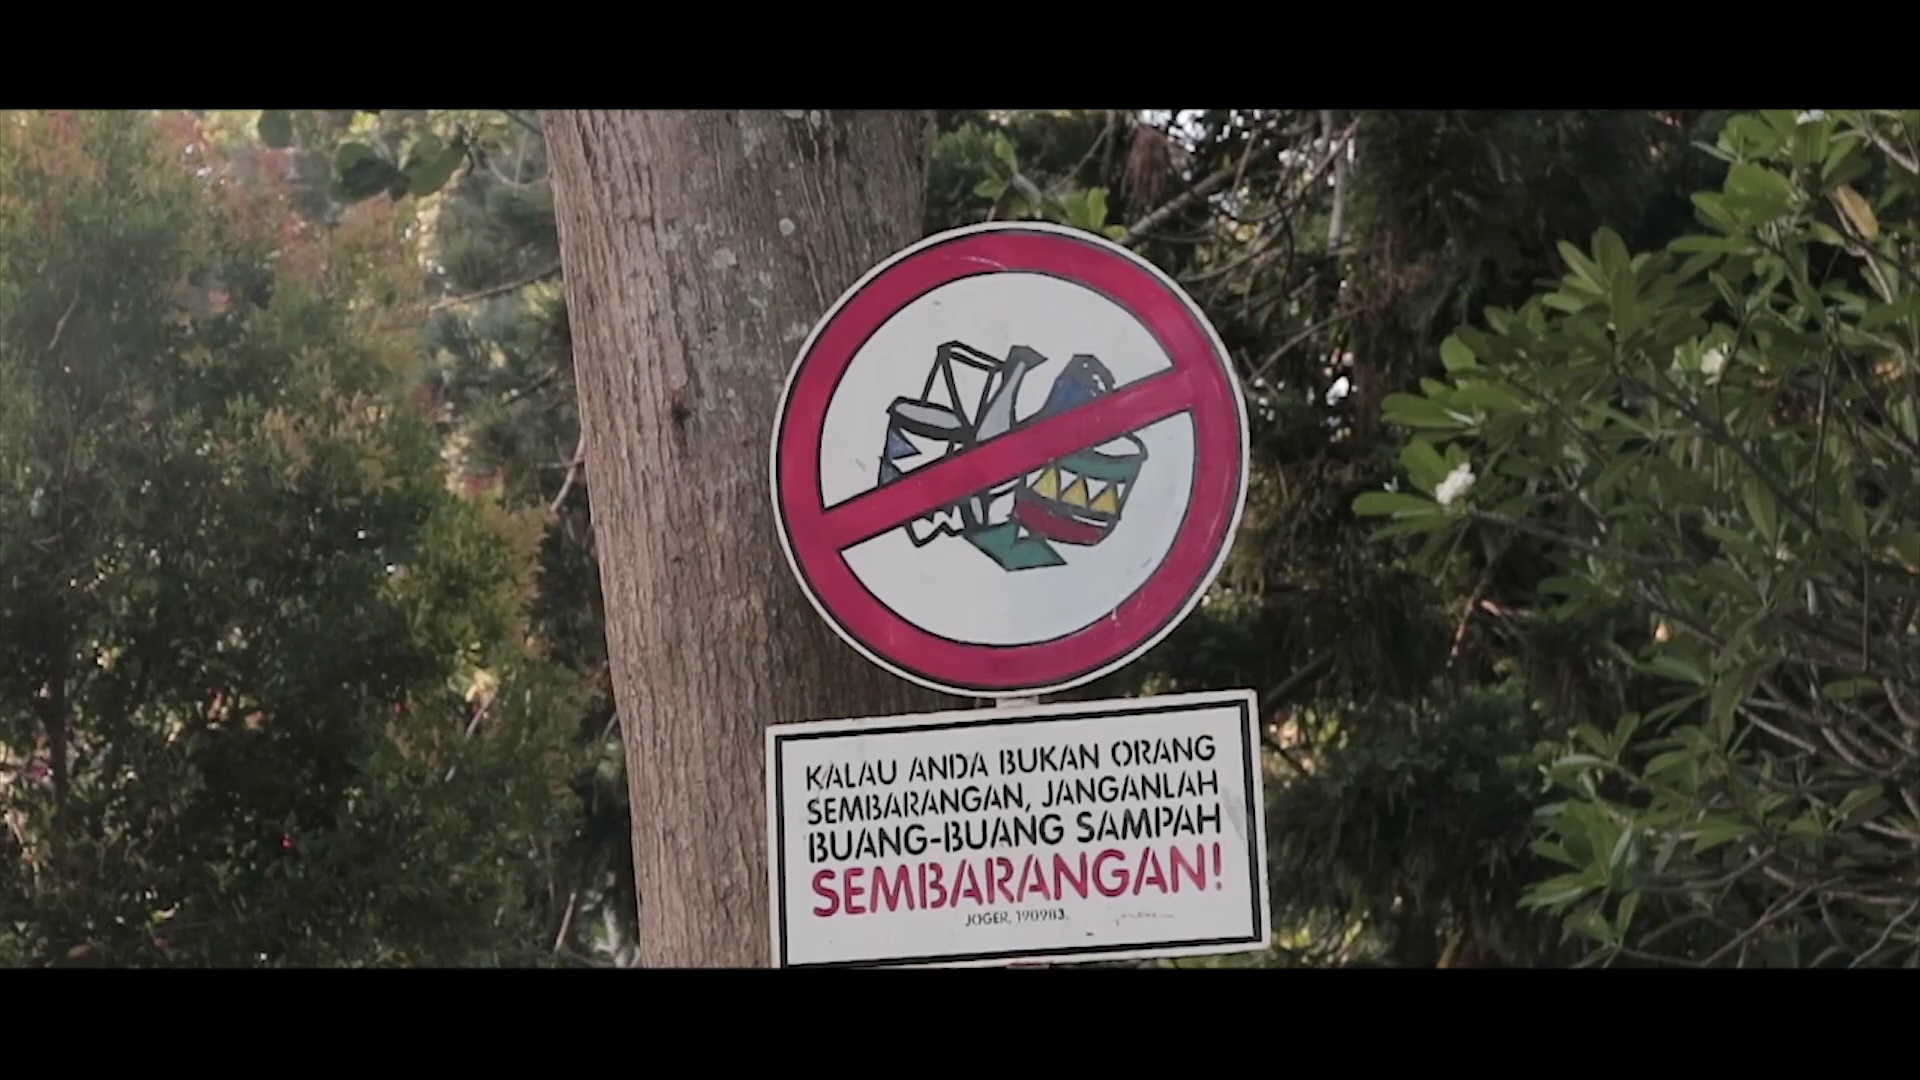 KALAU ANDA BUKAN ORANG
SEMBARANGAN, JANGANLAH
BUANG-BUANG SAMPAH
SEMBARANGAN!
JOGER, 190983.